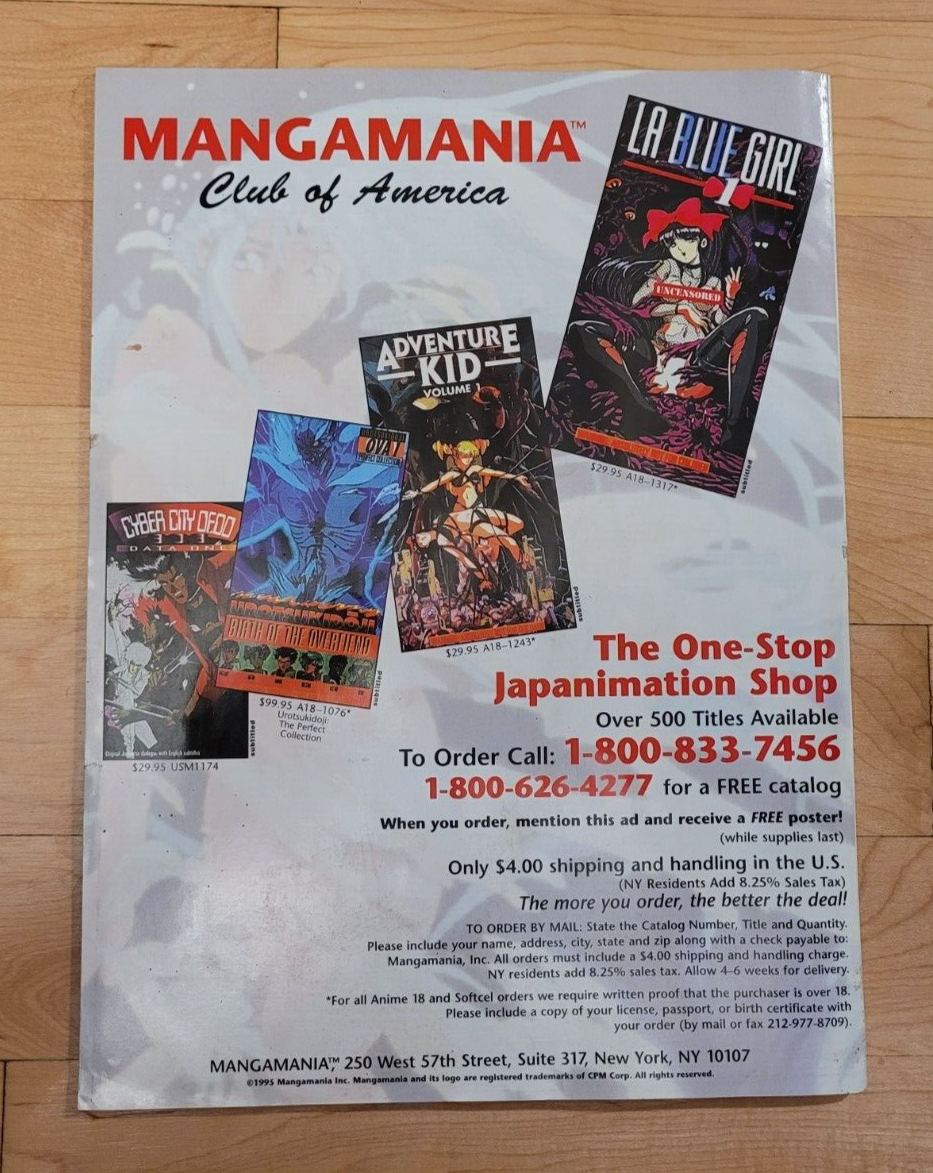 MANGAMANIA™
Club of America
LA BLUE GIRL
1
UNCENSORED
$29.95 A18–1317*
subtitled
ADVENTURE
KID
VOLUME 1
$29.95 A18–1243*
subtitled
OVA 1
UROTSUKIDOJI
BIRTH OF THE OVERFIEND
$99.95 A18–1076*
Urotsukidoji:
The Perfect
Collection
subtitled
CYBER CITY OEDO
DATA ONE
subtitled
$29.95 USM1174
The One-Stop
Japanimation Shop
Over 500 Titles Available
To Order Call: 1-800-833-7456
1-800-626-4277 for a FREE catalog
When you order, mention this ad and receive a FREE poster!
(while supplies last)
Only $4.00 shipping and handling in the U.S.
(NY Residents Add 8.25% Sales Tax)
The more you order, the better the deal!
TO ORDER BY MAIL: State the Catalog Number, Title and Quantity.
Please include your name, address, city, state and zip along with a check payable to:
Mangamania, Inc. All orders must include a $4.00 shipping and handling charge.
NY residents add 8.25% sales tax. Allow 4–6 weeks for delivery.
*For all Anime 18 and Softcel orders we require written proof that the purchaser is over 18.
Please include a copy of your license, passport, or birth certificate with
your order (by mail or fax 212-977-8709).
MANGAMANIA,™ 250 West 57th Street, Suite 317, New York, NY 10107
©1995 Mangamania Inc. Mangamania and its logo are registered trademarks of CPM Corp. All rights reserved.